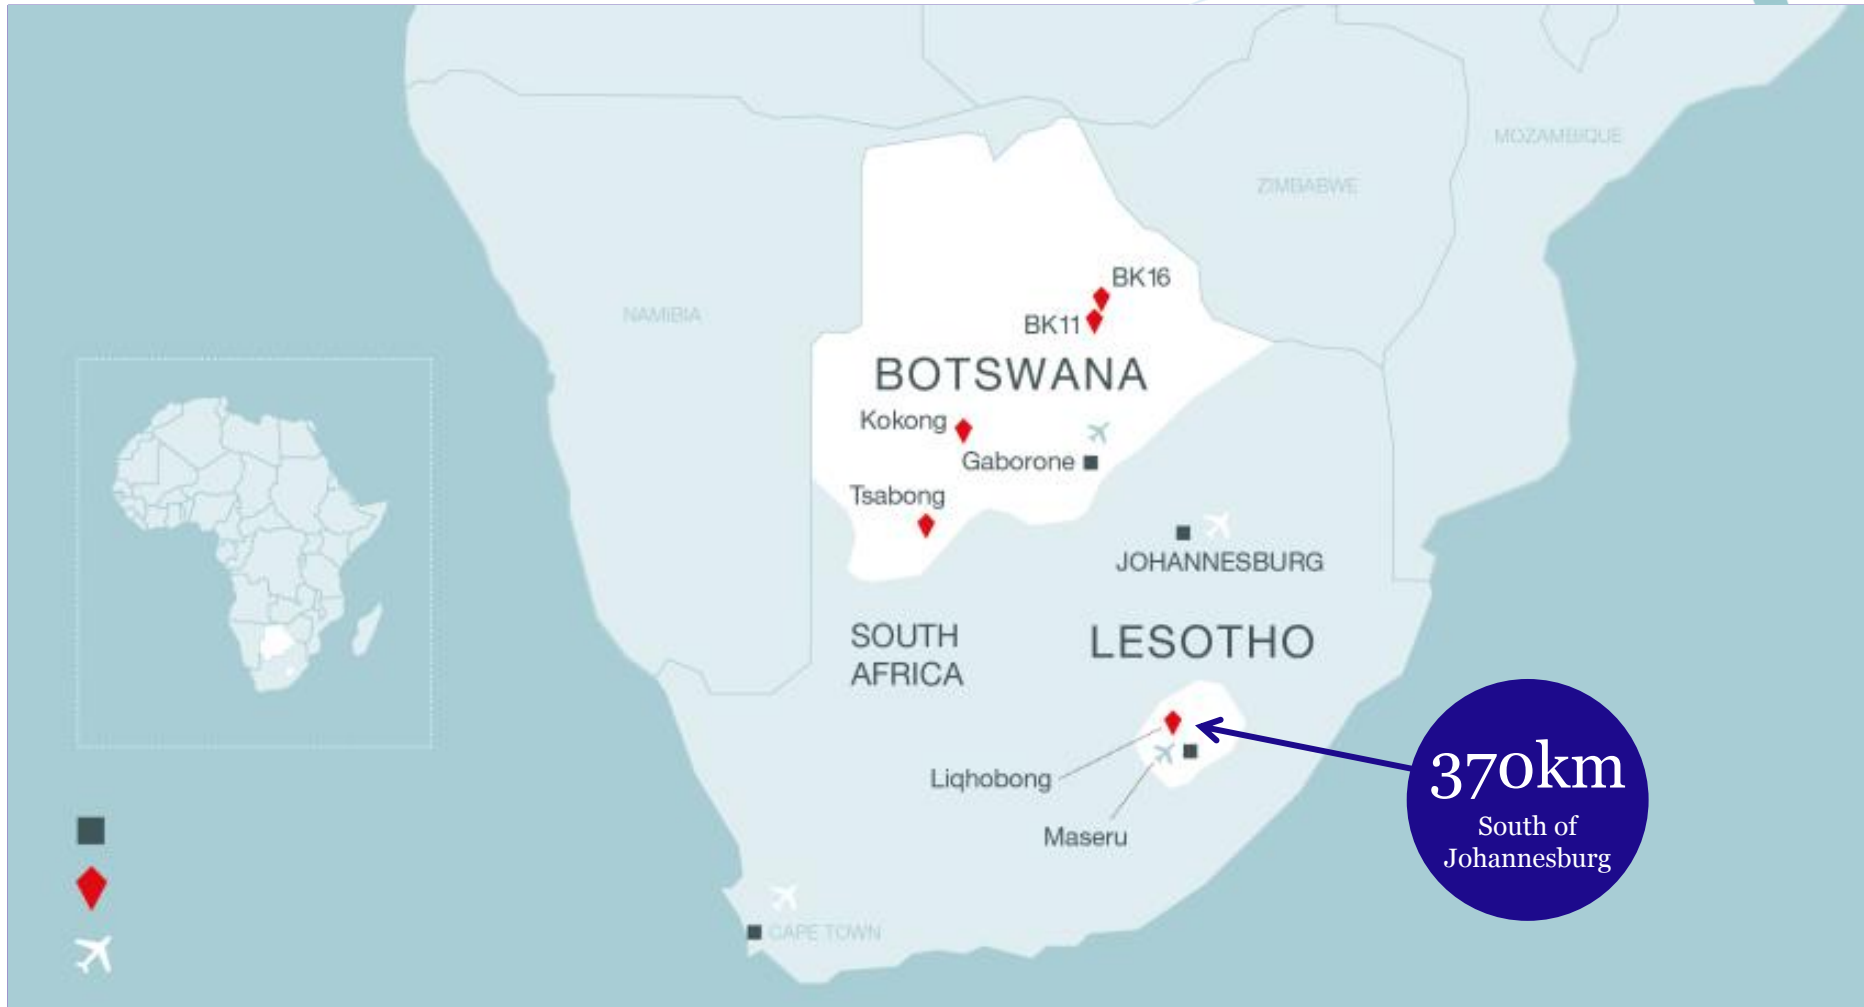 MOZAMBIQUE
ZIMBABWE
BK16
NAMIBIA
BK11
BOTSWANA
Kokong
Gaborone
Tsabong
JOHANNESBURG
SOUTH
AFRICA
LESOTHO
370km
South of
Johannesburg
Liqhobong
Maseru
CAPE TOWN